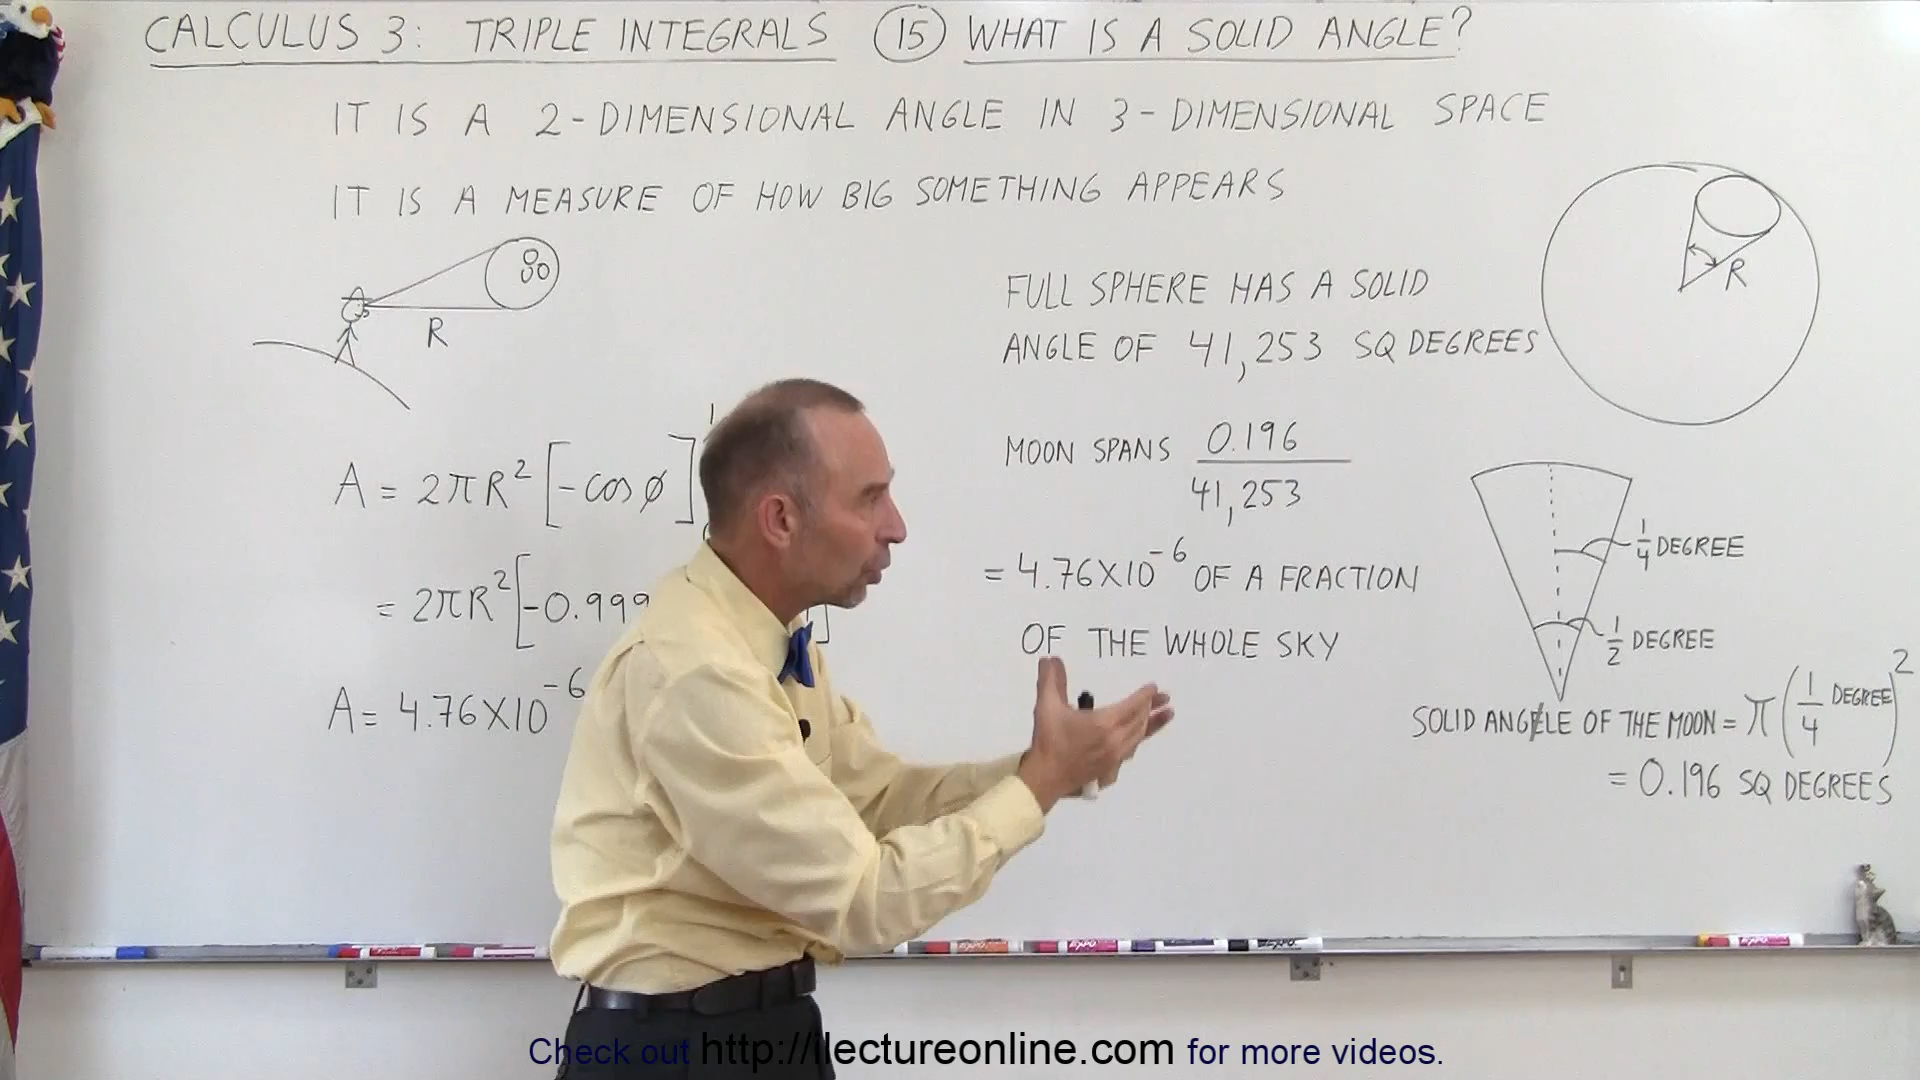 CALCULUS 3: TRIPLE INTEGRALS 15 WHAT IS A SOLID ANGLE?
IT IS A 2-DIMENSIONAL ANGLE IN 3-DIMENSIONAL SPACE
IT IS A MEASURE OF HOW BIG SOMETHING APPEARS
R
A = 2πR² [-cosø]
= 2πR² [-0.999 ]
A = 4.76X10⁻⁶
FULL SPHERE HAS A SOLID
ANGLE OF 41,253 SQ DEGREES
MOON SPANS 0.196
41,253
= 4.76X10⁻⁶ OF A FRACTION
OF THE WHOLE SKY
R
1/4 DEGREE
1/2 DEGREE
SOLID ANGLE OF THE MOON = π(1/4 DEGREE)²
= 0.196 SQ DEGREES
Check out http://ilectureonline.com for more videos.